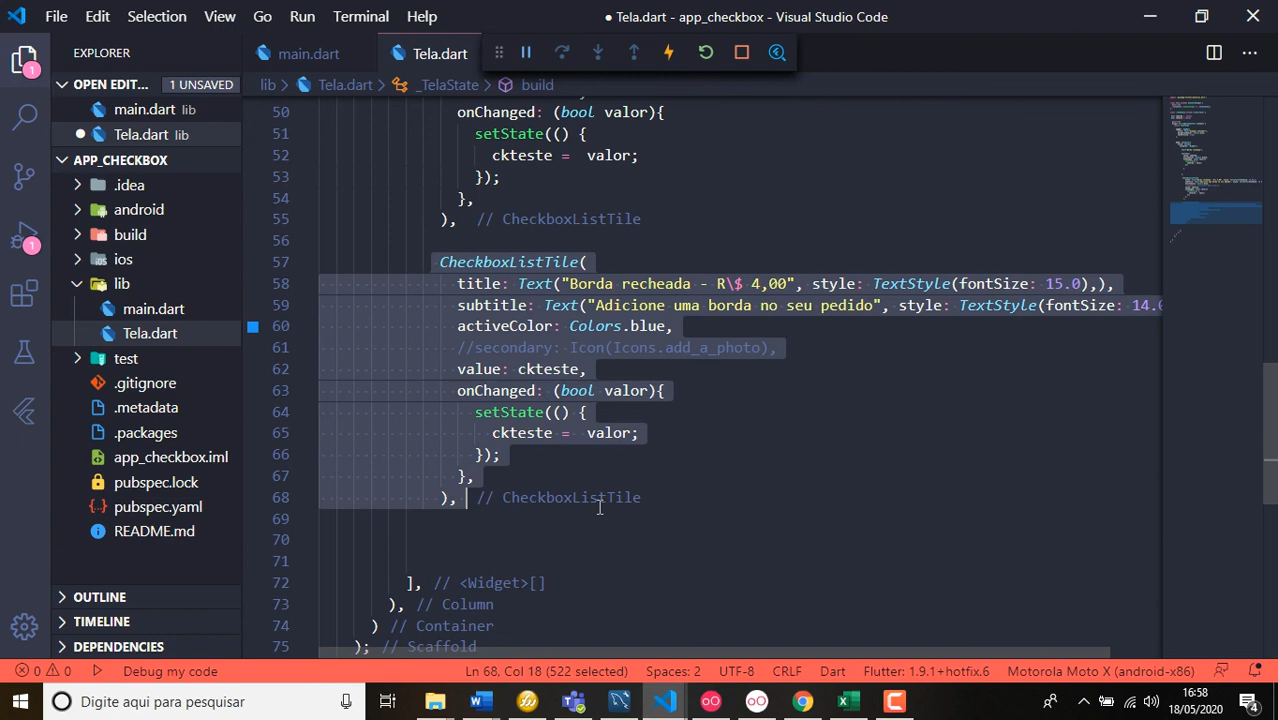 File Edit Selection View Go Run Terminal Help ● Tela.dart - app_checkbox - Visual Studio Code
EXPLORER
main.dart Tela.dart
OPEN EDIT... 1 UNSAVED
lib > Tela.dart > _TelaState > build
main.dart lib
● Tela.dart lib
APP_CHECKBOX
.idea
android
build
ios
lib
main.dart
Tela.dart
test
.gitignore
.metadata
.packages
app_checkbox.iml
pubspec.lock
pubspec.yaml
README.md
OUTLINE
TIMELINE
DEPENDENCIES
1
1
50 onChanged: (bool valor){
51 setState(() {
52 ckteste = valor;
53 });
54 },
55 ), // CheckboxListTile
56
57 CheckboxListTile(
58 title: Text("Borda recheada - R\$ 4,00", style: TextStyle(fontSize: 15.0),),
59 subtitle: Text("Adicione uma borda no seu pedido", style: TextStyle(fontSize: 14.0
60 activeColor: Colors.blue,
61 //secondary: Icon(Icons.add_a_photo),
62 value: ckteste,
63 onChanged: (bool valor){
64 setState(() {
65 ckteste = valor;
66 });
67 },
68 ), // CheckboxListTile
69
70
71
72 ], // <Widget>[]
73 ), // Column
74 ) // Container
75 ); // Scaffold
0 0 Debug my code Ln 68, Col 18 (522 selected) Spaces: 2 UTF-8 CRLF Dart Flutter: 1.9.1+hotfix.6 Motorola Moto X (android-x86)
Digite aqui para pesquisar
16:58
18/05/2020
4